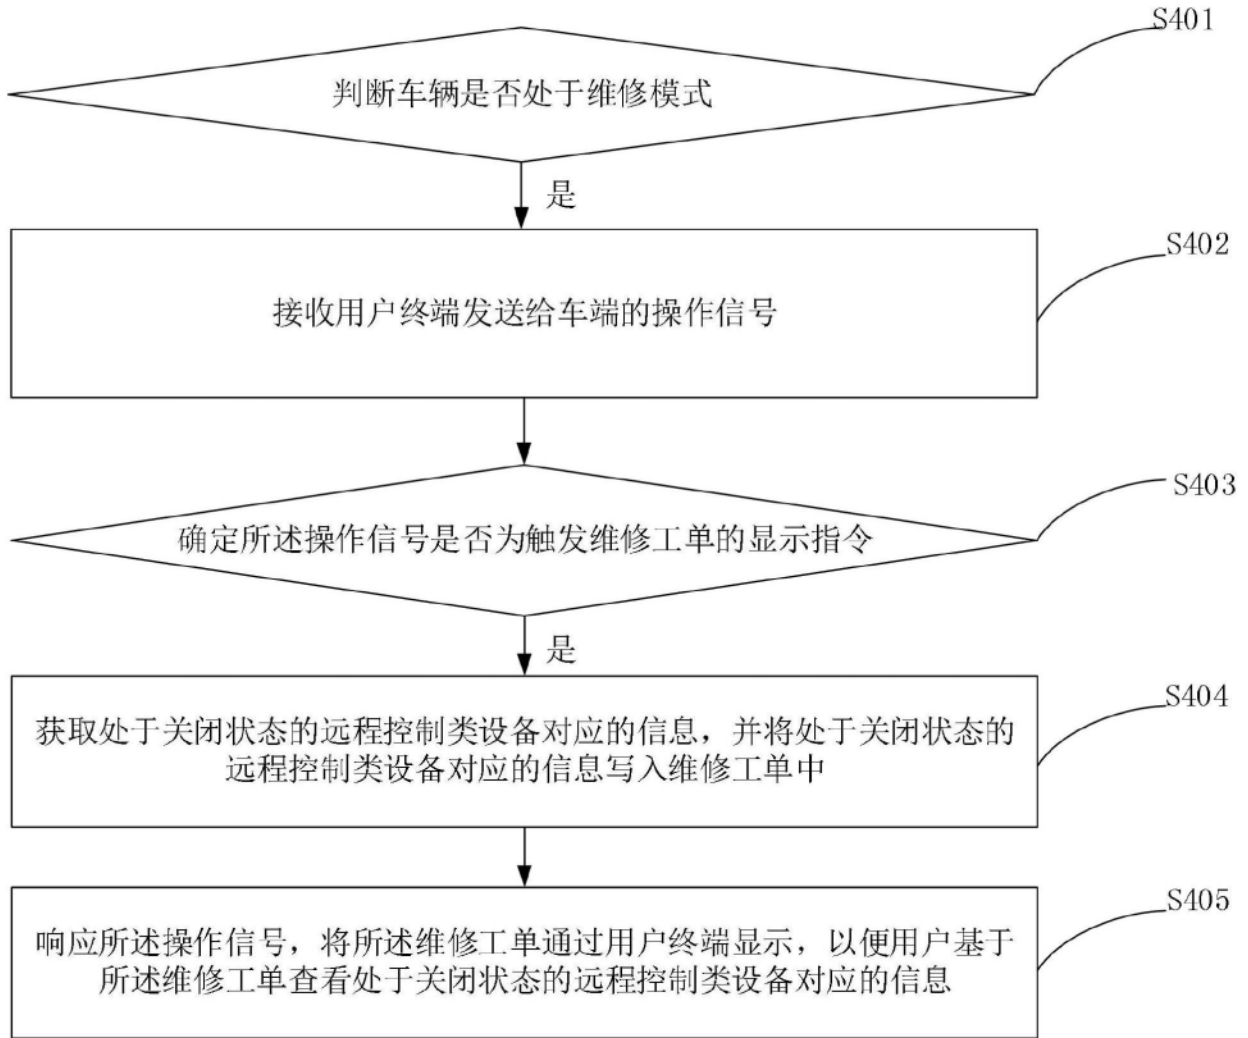 S401
判断车辆是否处于维修模式
是
S402
接收用户终端发送给车端的操作信号
S403
确定所述操作信号是否为触发维修工单的显示指令
是
S404
获取处于关闭状态的远程控制类设备对应的信息，并将处于关闭状态的
远程控制类设备对应的信息写入维修工单中
S405
响应所述操作信号，将所述维修工单通过用户终端显示，以便用户基于
所述维修工单查看处于关闭状态的远程控制类设备对应的信息